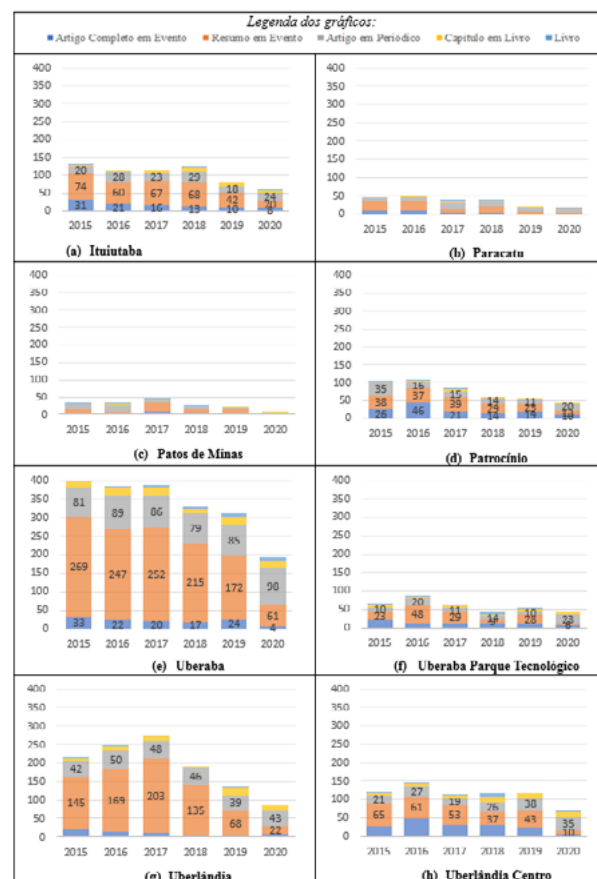 Legenda dos gráficos:
Artigo Completo em Evento Resumo em Evento Artigo em Periódico Capítulo em Livro Livro
400 400
350 350
300 300
250 250
200 200
150 150
100 100
50 50
0 0
20 28 23 29 18 24
74 60 67 68 42
31 21 16 13 10 8
2015 2016 2017 2018 2019 2020 2015 2016 2017 2018 2019 2020
(a) Ituiutaba (b) Paracatu
400 400
350 350
300 300
250 250
200 200
150 150
100 100
50 50
0 0
35 16 15 14 11 20
38 37 39 24
26 46 21 14 10
2015 2016 2017 2018 2019 2020 2015 2016 2017 2018 2019 2020
(c) Patos de Minas (d) Patrocínio
400 400
350 350
300 300
250 250
200 200
150 150
100 100
50 50
0 0
81 89 86 79 85 98
269 247 252 215 172 61
33 22 20 17 24 4
10 20 11 14 10 23
23 48 29 28
2015 2016 2017 2018 2019 2020 2015 2016 2017 2018 2019 2020
(e) Uberaba (f) Uberaba Parque Tecnológico
400 400
350 350
300 300
250 250
200 200
150 150
100 100
50 50
0 0
42 50 48 46 39 43
145 169 203 135 68 22
21 27 19 26 38 35
65 61 53 37 43 10
2015 2016 2017 2018 2019 2020 2015 2016 2017 2018 2019 2020
(g) Uberlândia (h) Uberlândia Centro